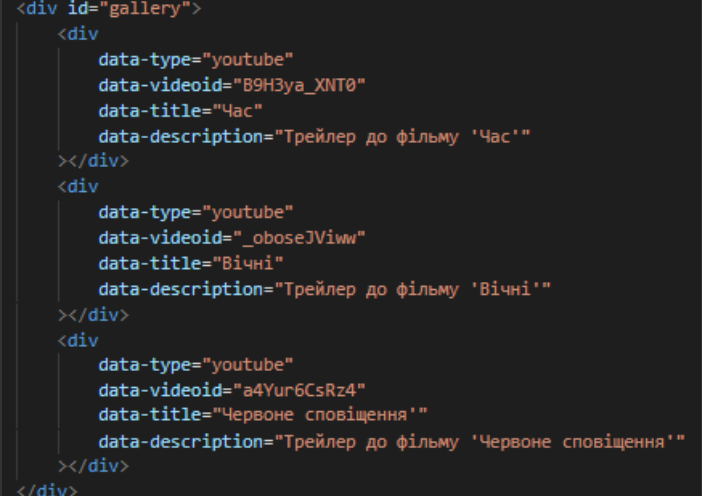 <div id="gallery">
<div
data-type="youtube"
data-videoid="B9H3ya_XNT0"
data-title="Час"
data-description="Трейлер до фільму 'Час'"
></div>
<div
data-type="youtube"
data-videoid="_oboseJViww"
data-title="Вічні"
data-description="Трейлер до фільму 'Вічні'"
></div>
<div
data-type="youtube"
data-videoid="a4Yur6CsRz4"
data-title="Червоне сповіщення'"
data-description="Трейлер до фільму 'Червоне сповіщення'"
></div>
</div>